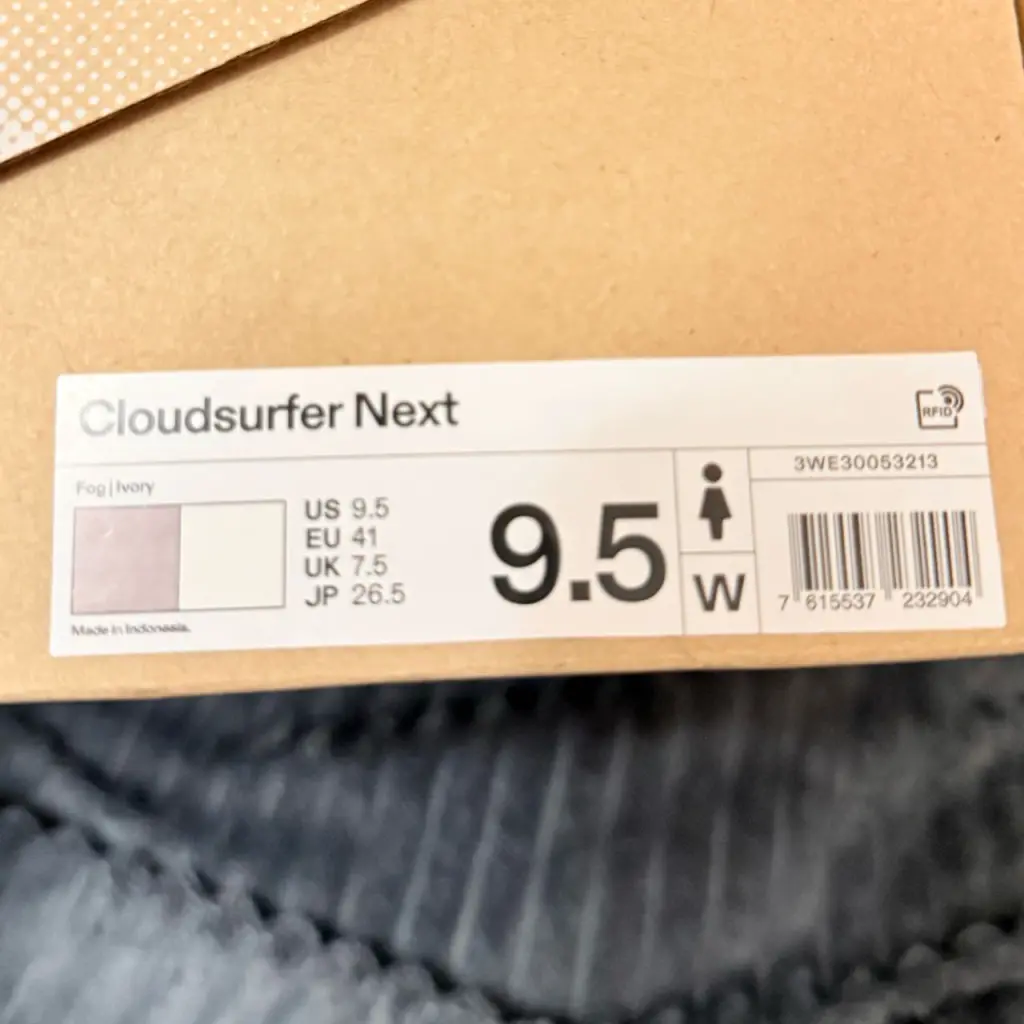 Cloudsurfer Next
RFID
Fog | Ivory
US 9.5
EU 41
UK 7.5
JP 26.5
9.5
W
3WE30053213
7 615537 232904
Made in Indonesia.